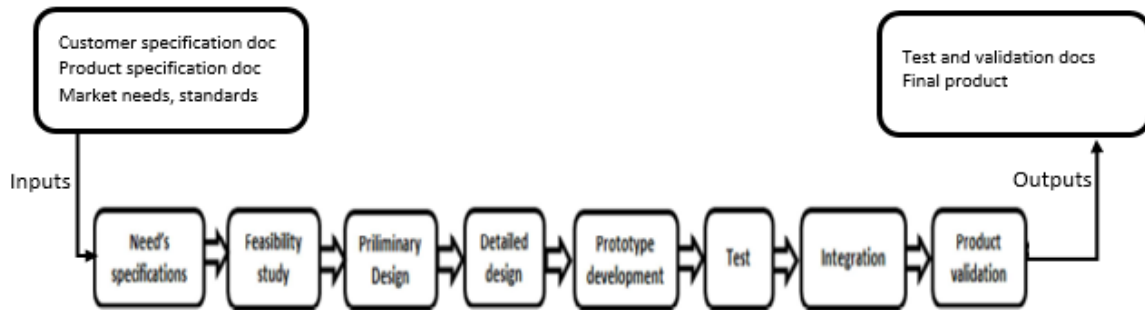 Customer specification doc
Product specification doc
Market needs, standards
Test and validation docs
Final product
Inputs
Outputs
Need's
specifications
Feasibility
study
Priliminary
Design
Detailed
design
Prototype
development
Test
Integration
Product
validation